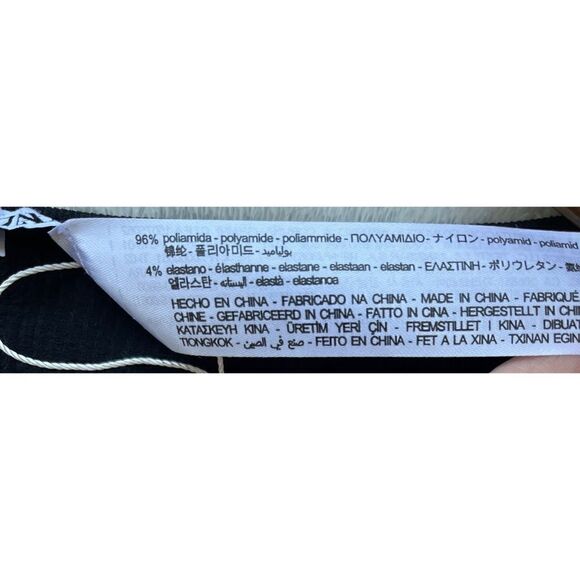 96% poliamida - polyamide - poliammide - ΠΟΛΥΑΜΙΔΙΟ - ナイロン - polyamid - poliamid
锦纶 - 폴리아미드 - بولياميد
4% elastano - élasthanne - elastane - elastaan - elastan - ΕΛΑΣΤΙΝΗ - ポリウレタン -
엘라스탄 - اليستانه - elastà - elastanoa
HECHO EN CHINA - FABRICADO NA CHINA - MADE IN CHINA - FABRIQUÉ
CHINE - GEFABRICEERD IN CHINA - FATTO IN CINA - HERGESTELLT IN CHIN
ΚΑΤΑΣΚΕΥΗ ΚΙΝΑ - ÜRETİM YERİ ÇİN - FREMSTILLET I KINA - DIBUAT
TIONGKOK - صنع في الصين - FEITO EN CHINA - FET A LA XINA - TXINAN EGIN